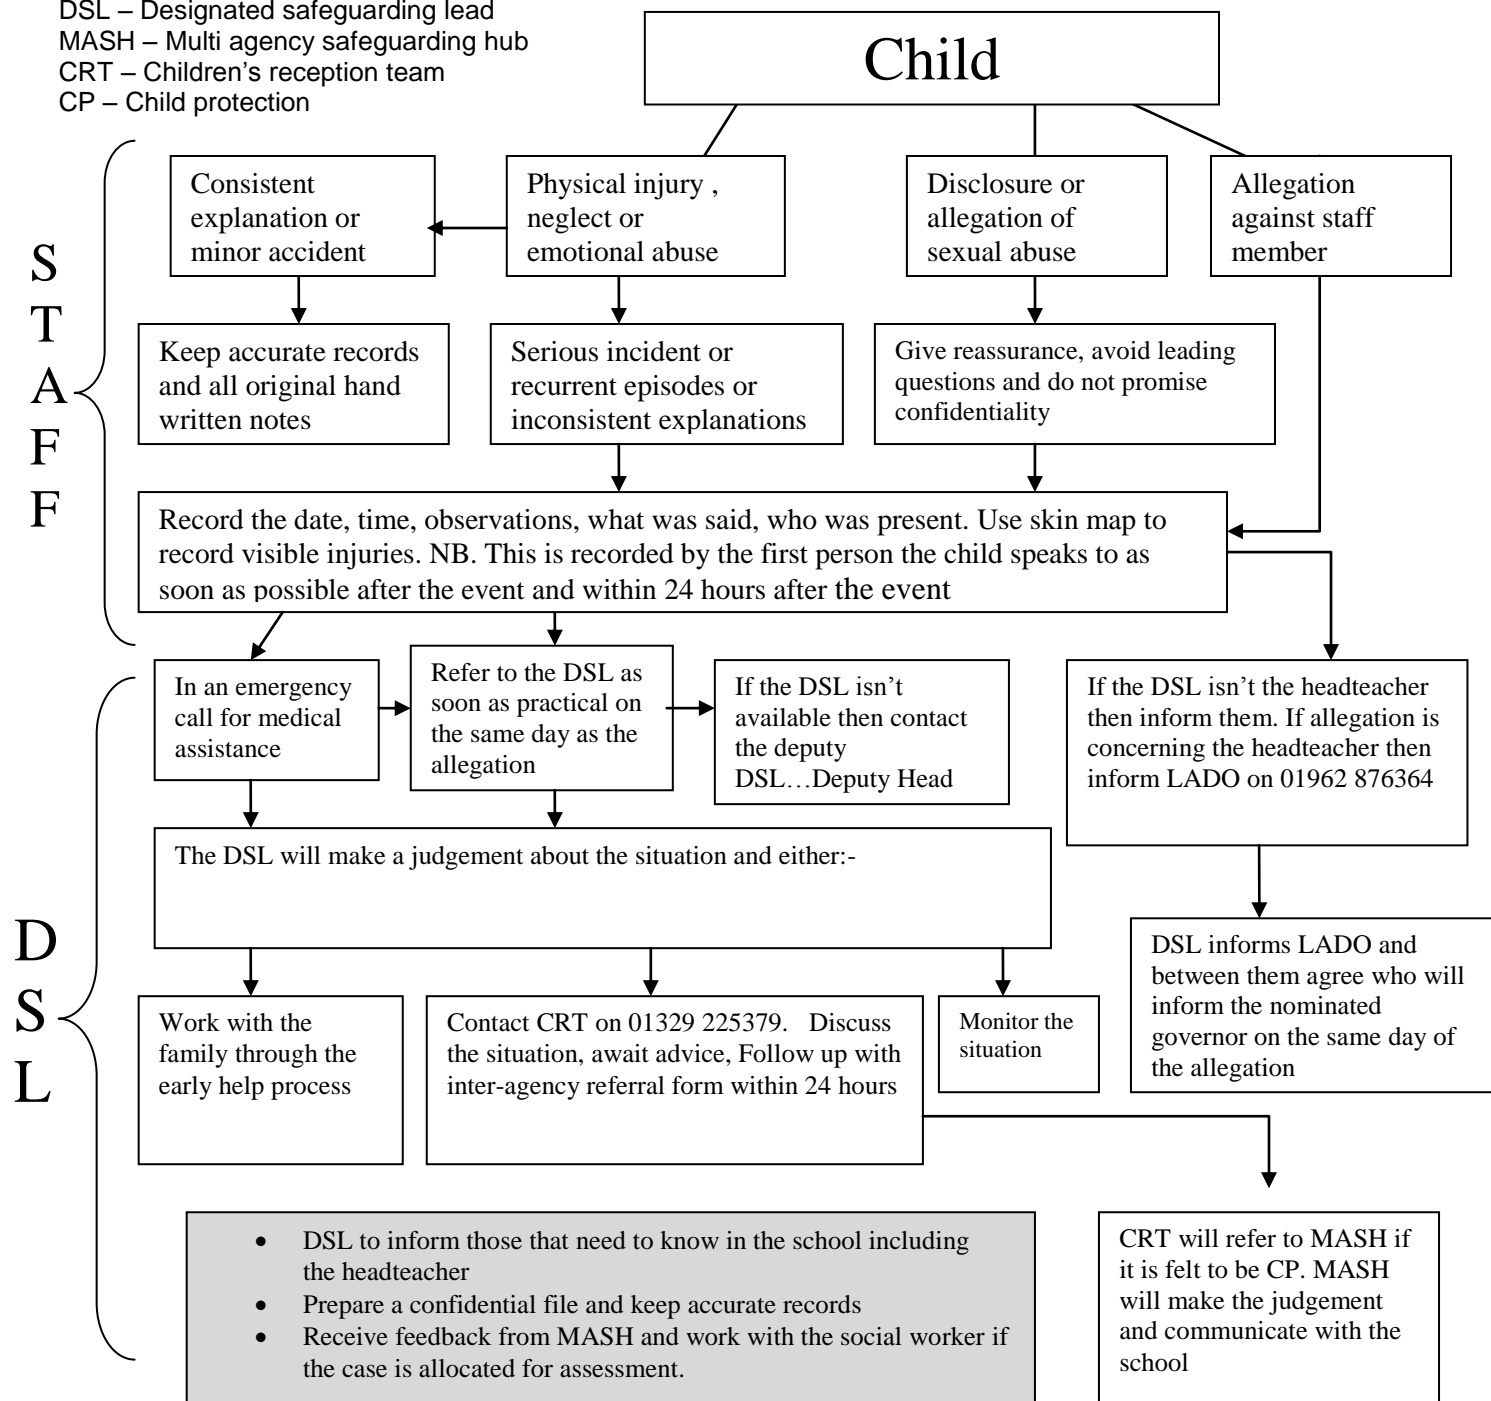 DSL – Designated safeguarding lead
MASH – Multi agency safeguarding hub
CRT – Children's reception team
CP – Child protection
Child
S
T
A
F
F
Consistent
explanation or
minor accident
Physical injury ,
neglect or
emotional abuse
Disclosure or
allegation of
sexual abuse
Allegation
against staff
member
Keep accurate records
and all original hand
written notes
Serious incident or
recurrent episodes or
inconsistent explanations
Give reassurance, avoid leading
questions and do not promise
confidentiality
Record the date, time, observations, what was said, who was present. Use skin map to
record visible injuries. NB. This is recorded by the first person the child speaks to as
soon as possible after the event and within 24 hours after the event
D
S
L
In an emergency
call for medical
assistance
Refer to the DSL as
soon as practical on
the same day as the
allegation
If the DSL isn't
available then contact
the deputy
DSL…Deputy Head
If the DSL isn't the headteacher
then inform them. If allegation is
concerning the headteacher then
inform LADO on 01962 876364
The DSL will make a judgement about the situation and either:-
DSL informs LADO and
between them agree who will
inform the nominated
governor on the same day of
the allegation
Work with the
family through the
early help process
Contact CRT on 01329 225379.   Discuss
the situation, await advice, Follow up with
inter-agency referral form within 24 hours
Monitor the
situation
• DSL to inform those that need to know in the school including
the headteacher
• Prepare a confidential file and keep accurate records
• Receive feedback from MASH and work with the social worker if
the case is allocated for assessment.
CRT will refer to MASH if
it is felt to be CP. MASH
will make the judgement
and communicate with the
school